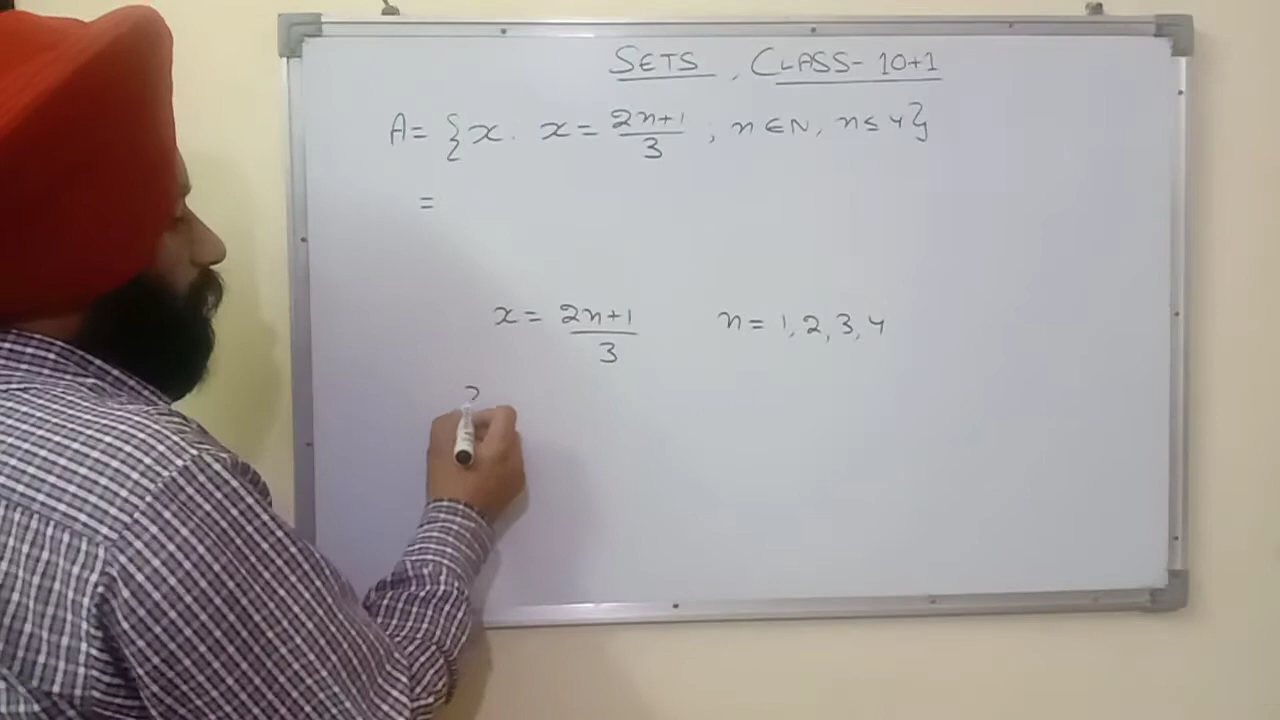 SETS, CLASS-10+1
A = {x. x = 2n+1/3 ; n ∈ N, n ≤ 4}
=
x = 2n+1/3 n = 1, 2, 3, 4